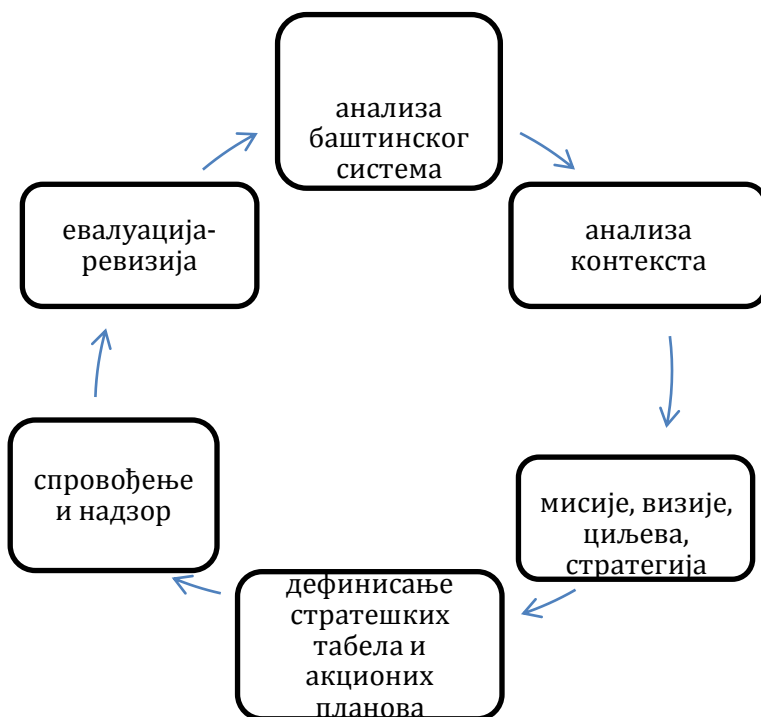 анализа
баштинског
система
анализа
контекста
мисије, визије,
циљева,
стратегија
дефинисање
стратешких
табела и
акционих
планова
спровођење
и надзор
евалуација-
ревизија